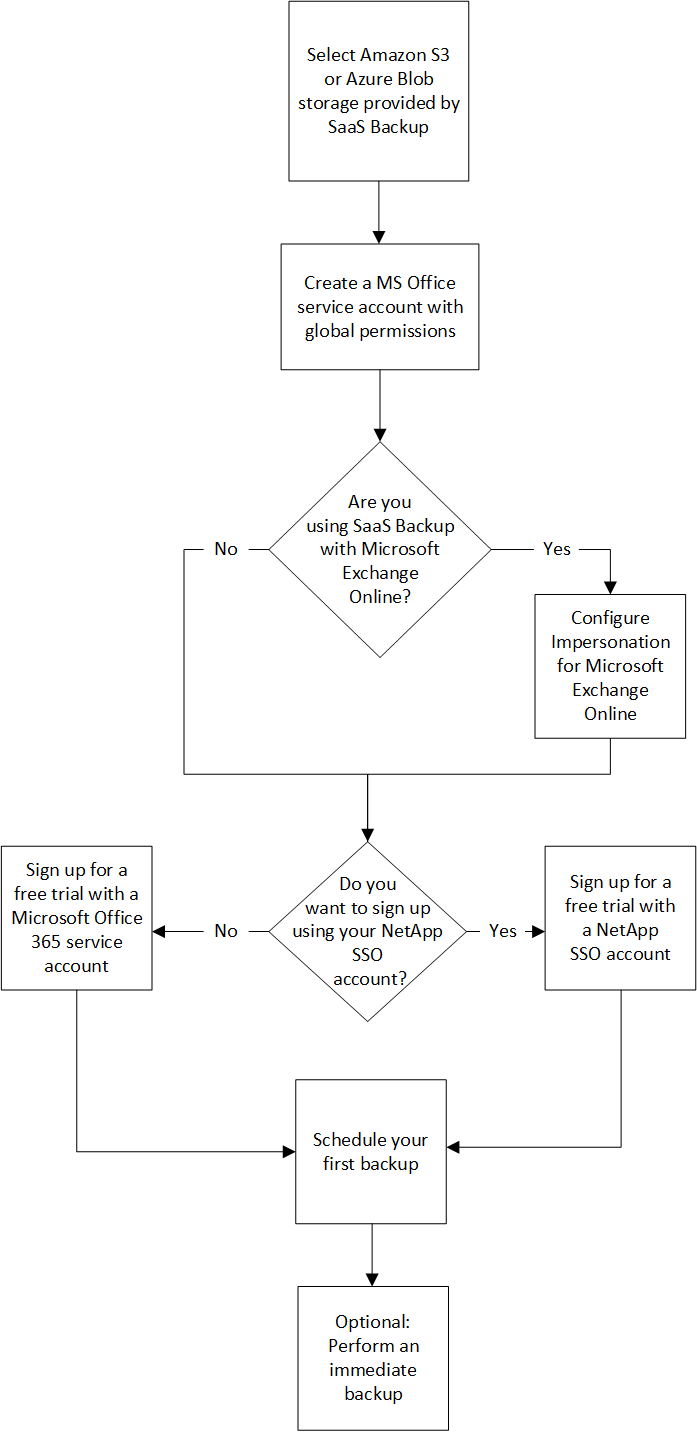 Select Amazon S3
or Azure Blob
storage provided by
SaaS Backup
Create a MS Office
service account with
global permissions
Are you
using SaaS Backup
with Microsoft
Exchange
Online?
No
Yes
Configure
Impersonation
for Microsoft
Exchange
Online
Do you
want to sign up
using your NetApp
SSO
account?
No
Yes
Sign up for a
free trial with a
Microsoft Office
365 service
account
Sign up for a
free trial with
a NetApp
SSO account
Schedule your
first backup
Optional:
Perform an
immediate
backup